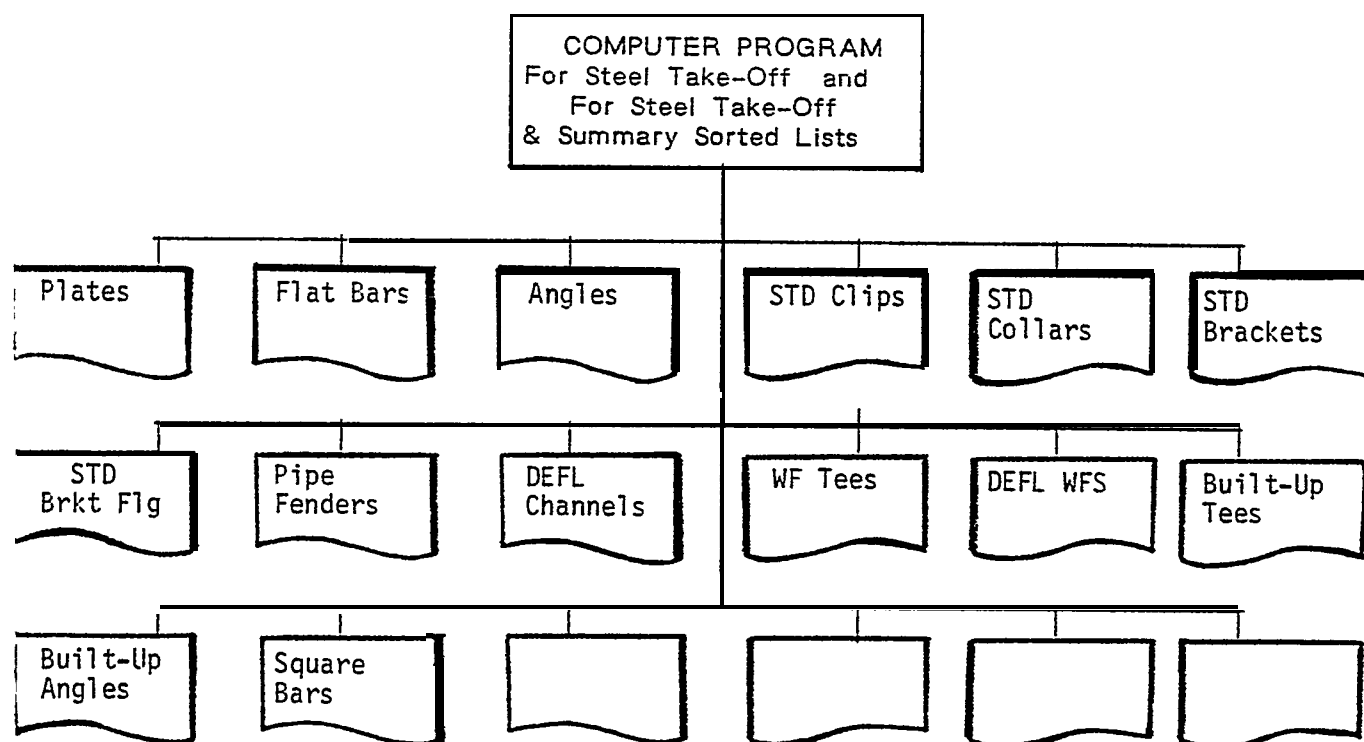 COMPUTER PROGRAM
For Steel Take-Off and
For Steel Take-Off
& Summary Sorted Lists
Plates
Flat Bars
Angles
STD Clips
STD
Collars
STD
Brackets
STD
Brkt Flg
Pipe
Fenders
DEFL
Channels
WF Tees
DEFL WFS
Built-Up
Tees
Built-Up
Angles
Square
Bars